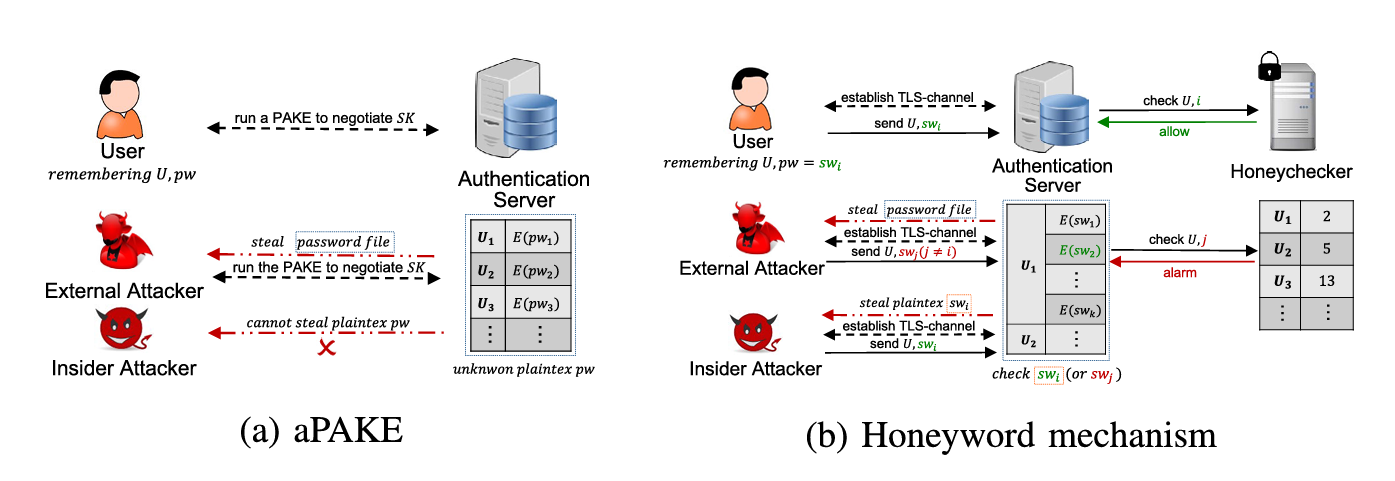 run a PAKE to negotiate SK
User
remembering U, pw
Authentication
Server
steal password file
run the PAKE to negotiate SK
External Attacker
cannot steal plaintex pw
Insider Attacker
U₁ E(pw₁)
U₂ E(pw₂)
U₃ E(pw₃)
⋮ ⋮
unknwon plaintext pw
(a) aPAKE
establish TLS-channel
send U, swᵢ
User
remembering U, pw = swᵢ
Authentication
Server
check U, i
allow
Honeychecker
steal password file
establish TLS-channel
send U, swⱼ(j ≠ i)
External Attacker
steal plaintext swᵢ
establish TLS-channel
send U, swᵢ
Insider Attacker
U₁ E(sw₁)
E(sw₂)
⋮
E(swₖ)
U₂ ⋮
check swᵢ (or swⱼ)
check U, j
alarm
U₁ 2
U₂ 5
U₃ 13
⋮ ⋮
(b) Honeyword mechanism